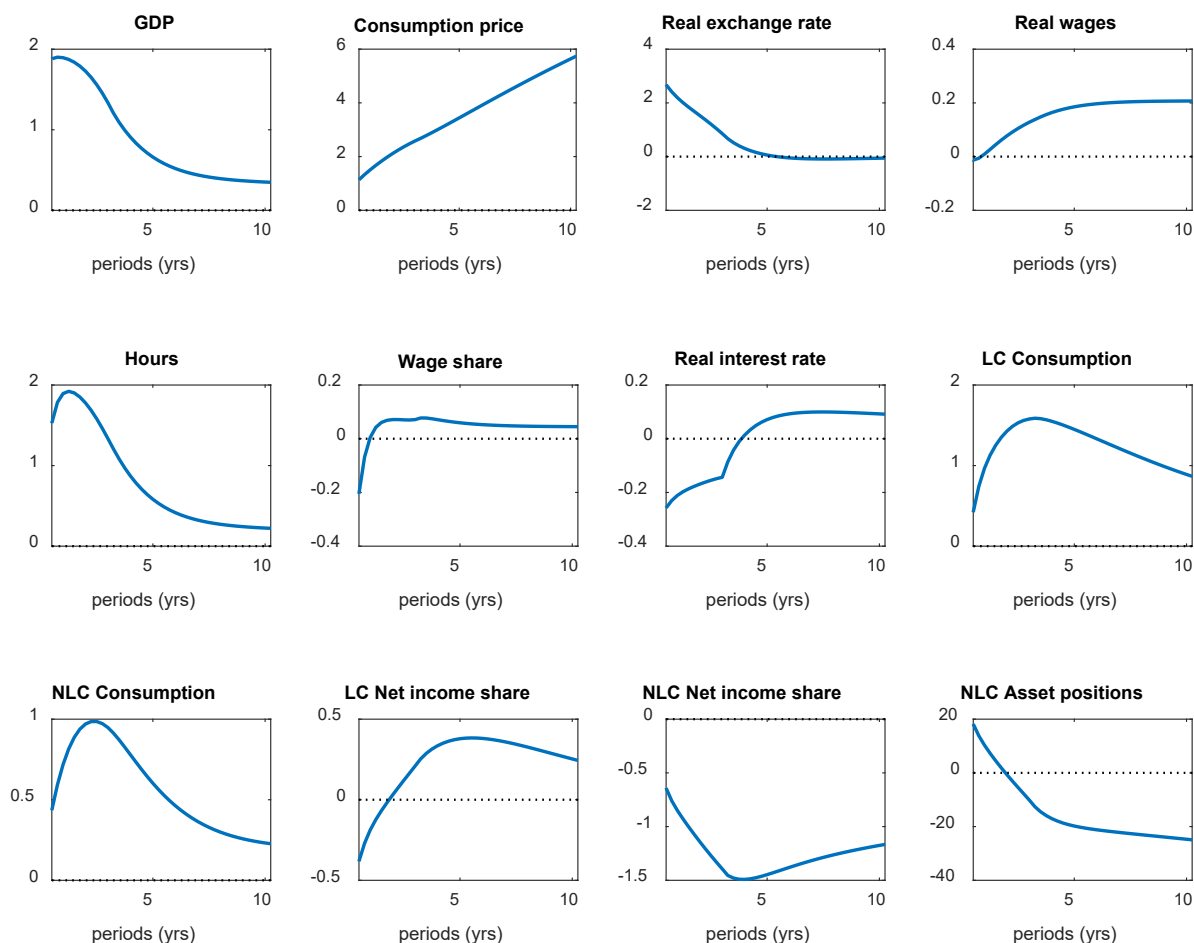 GDP
2
1
0
5
10
periods (yrs)
Consumption price
6
4
2
0
5
10
periods (yrs)
Real exchange rate
4
2
0
-2
5
10
periods (yrs)
Real wages
0.4
0.2
0
-0.2
5
10
periods (yrs)
Hours
2
1
0
5
10
periods (yrs)
Wage share
0.2
0
-0.2
-0.4
5
10
periods (yrs)
Real interest rate
0.2
0
-0.2
-0.4
5
10
periods (yrs)
LC Consumption
2
1
0
5
10
periods (yrs)
NLC Consumption
1
0.5
0
5
10
periods (yrs)
LC Net income share
0.5
0
-0.5
5
10
periods (yrs)
NLC Net income share
0
-0.5
-1
-1.5
5
10
periods (yrs)
NLC Asset positions
20
0
-20
-40
5
10
periods (yrs)